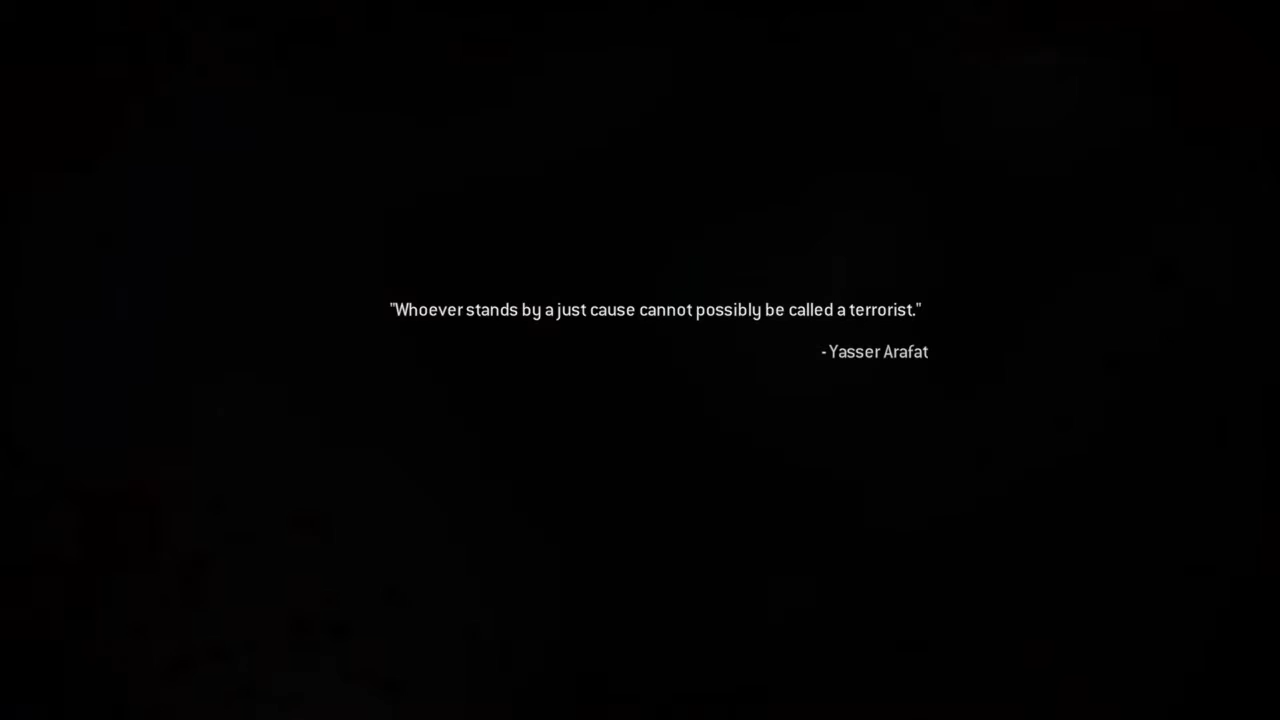 "Whoever stands by a just cause cannot possibly be called a terrorist."
- Yasser Arafat